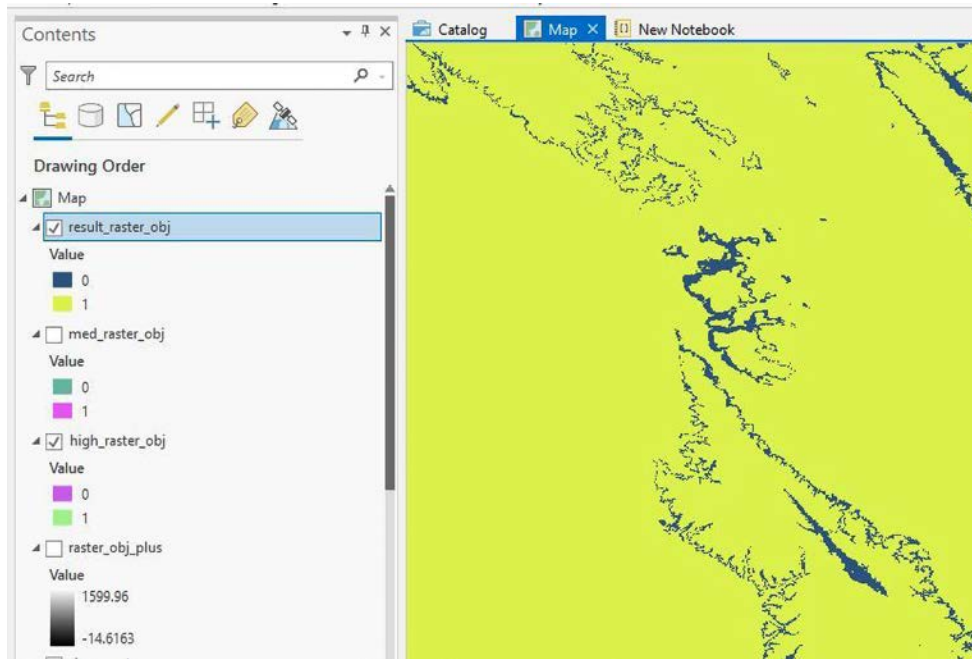 Contents
Catalog
Map
New Notebook
Search
Drawing Order
Map
result_raster_obj
Value
0
1
med_raster_obj
Value
0
1
high_raster_obj
Value
0
1
raster_obj_plus
Value
1599.96
-14.6163